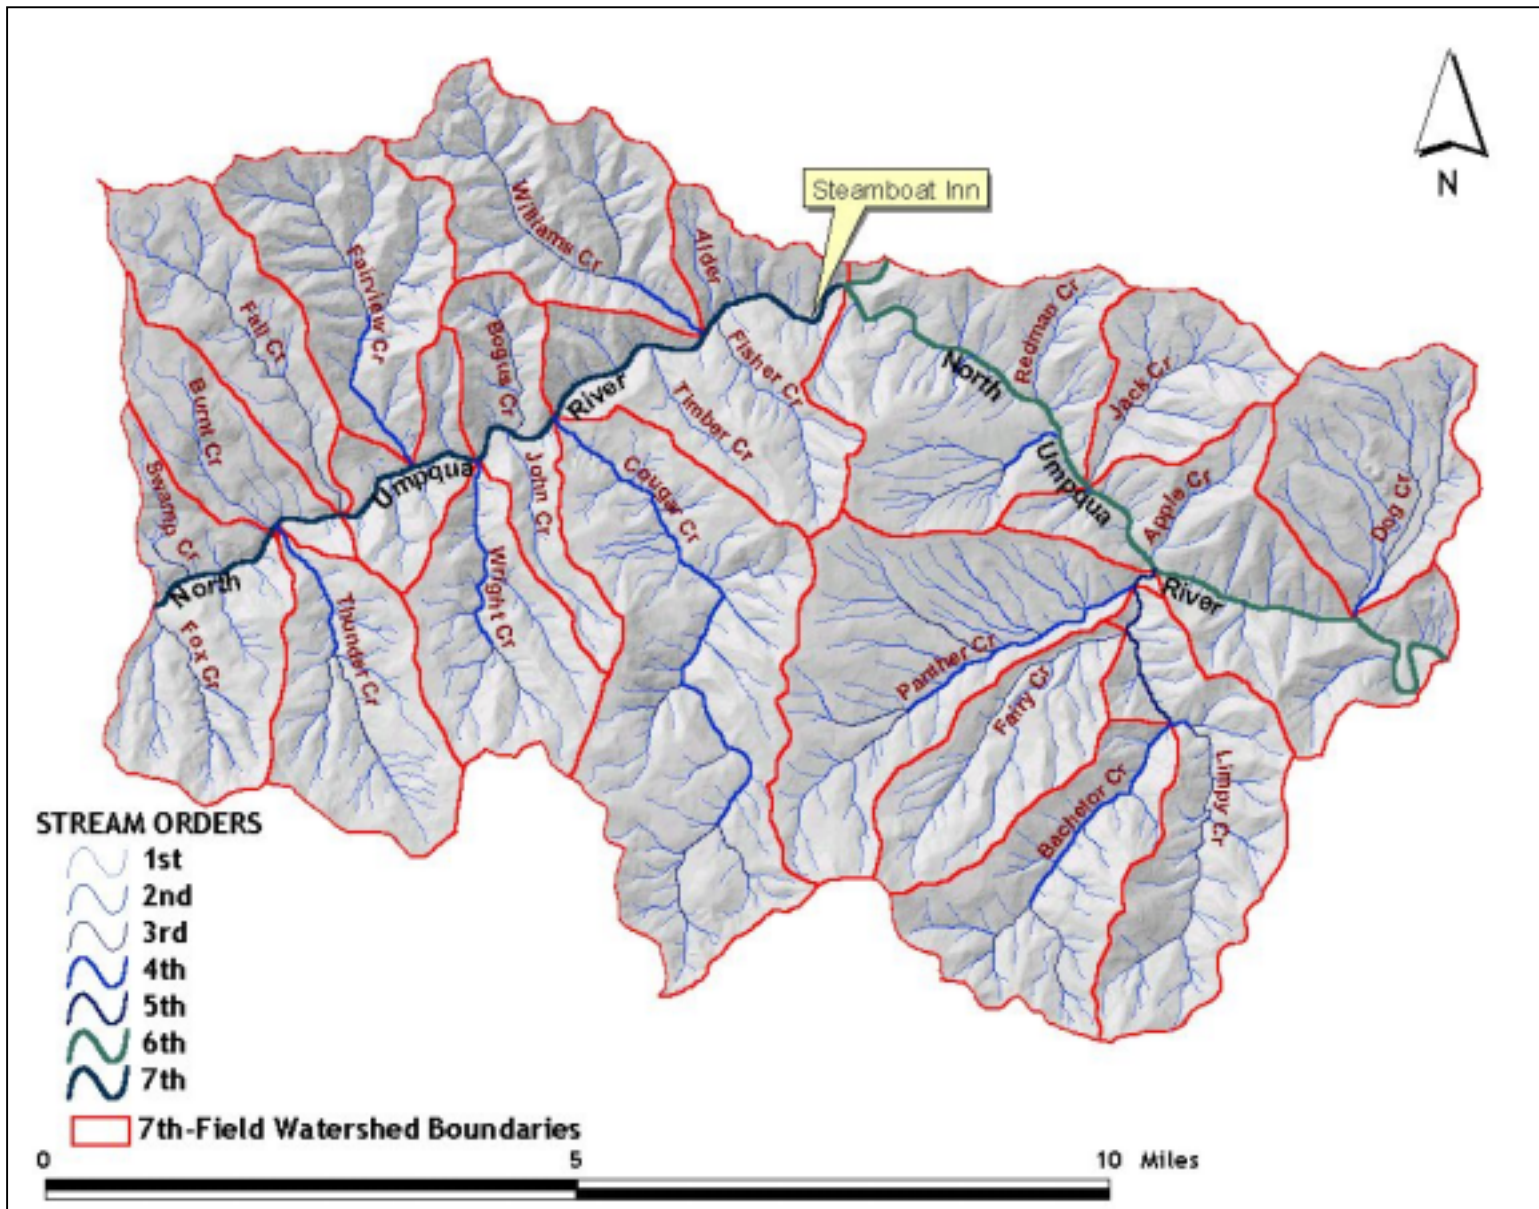 N
Steamboat Inn
Williams Cr
Alder
Fairview Cr
Fall Cr
Burnt Cr
Swamp Cr
Bogus Cr
Fisher Cr
Timber Cr
Redman Cr
Jack Cr
Apple Cr
Dog Cr
North
Umpqua
River
North
Umpqua
River
John Cr
Cougar Cr
Wright Cr
Thunder Cr
Fox Cr
Panther Cr
Fairy Cr
Bachelor Cr
Limpy Cr
STREAM ORDERS
1st
2nd
3rd
4th
5th
6th
7th
7th-Field Watershed Boundaries
0 5 10 Miles